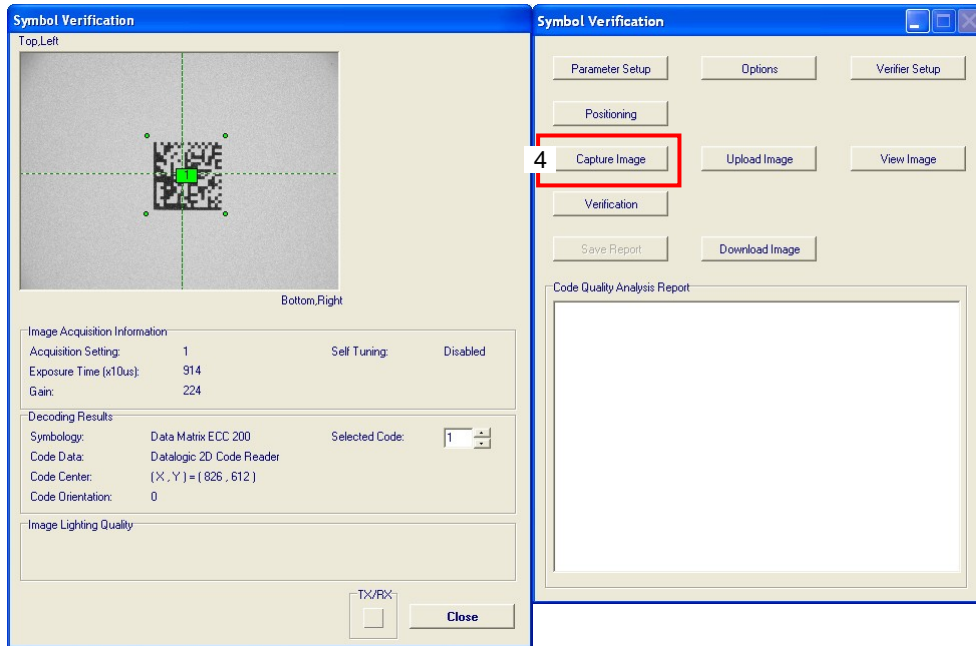 Symbol Verification
Top,Left
1
Bottom,Right
Image Acquisition Information
Acquisition Setting: 1 Self Tuning: Disabled
Exposure Time (x10us): 914
Gain: 224
Decoding Results
Symbology: Data Matrix ECC 200 Selected Code: 1
Code Data: Datalogic 2D Code Reader
Code Center: ( X , Y ) = ( 826 , 612 )
Code Orientation: 0
Image Lighting Quality
TX/RX
Close
Symbol Verification
Parameter Setup Options Verifier Setup
Positioning
4 Capture Image Upload Image View Image
Verification
Save Report Download Image
Code Quality Analysis Report